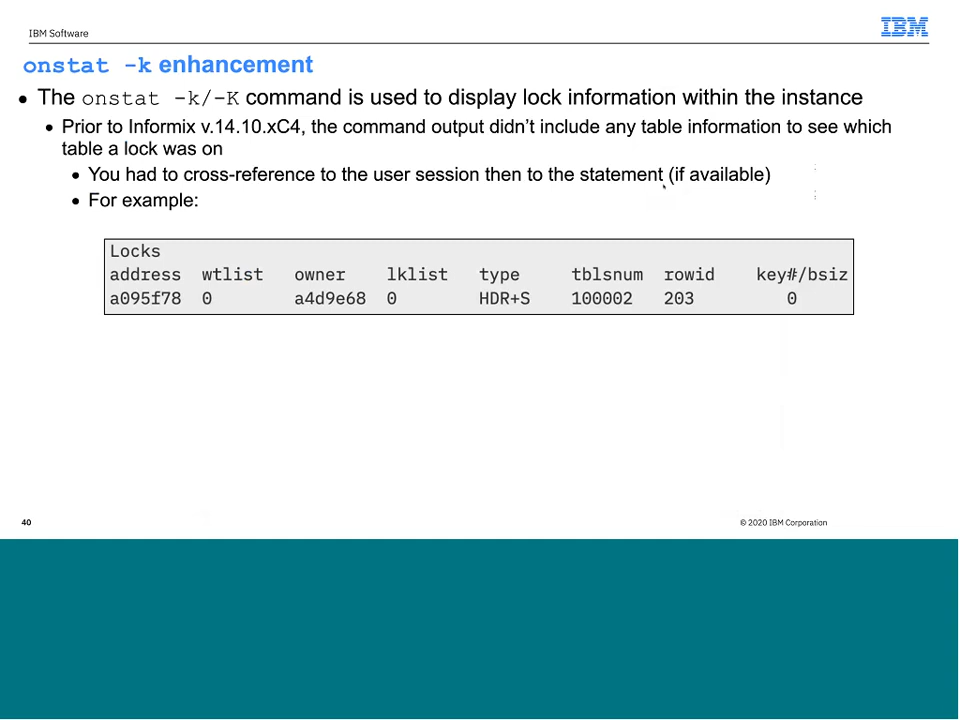 IBM Software
IBM
onstat -k enhancement
• The onstat -k/-K command is used to display lock information within the instance
• Prior to Informix v.14.10.xC4, the command output didn't include any table information to see which
table a lock was on
• You had to cross-reference to the user session then to the statement (if available)
• For example:
Locks
address wtlist owner lklist type tblsnum rowid key#/bsiz
a095f78 0 a4d9e68 0 HDR+S 100002 203 0
40
© 2020 IBM Corporation